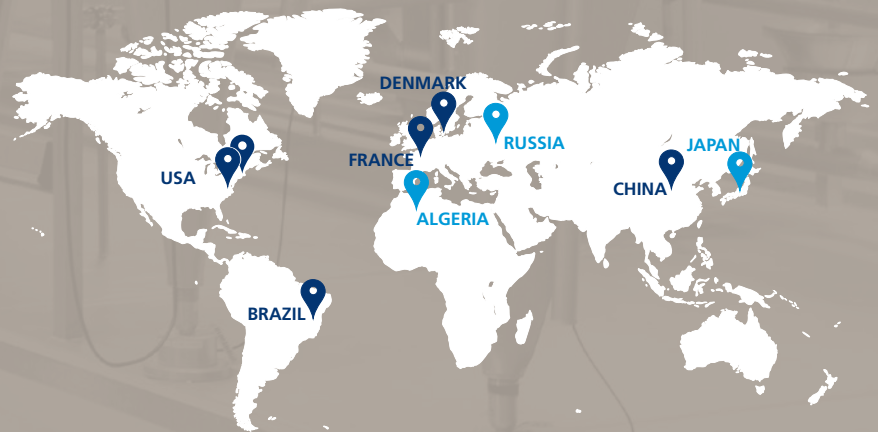 DENMARK
RUSSIA
JAPAN
FRANCE
USA
CHINA
ALGERIA
BRAZIL